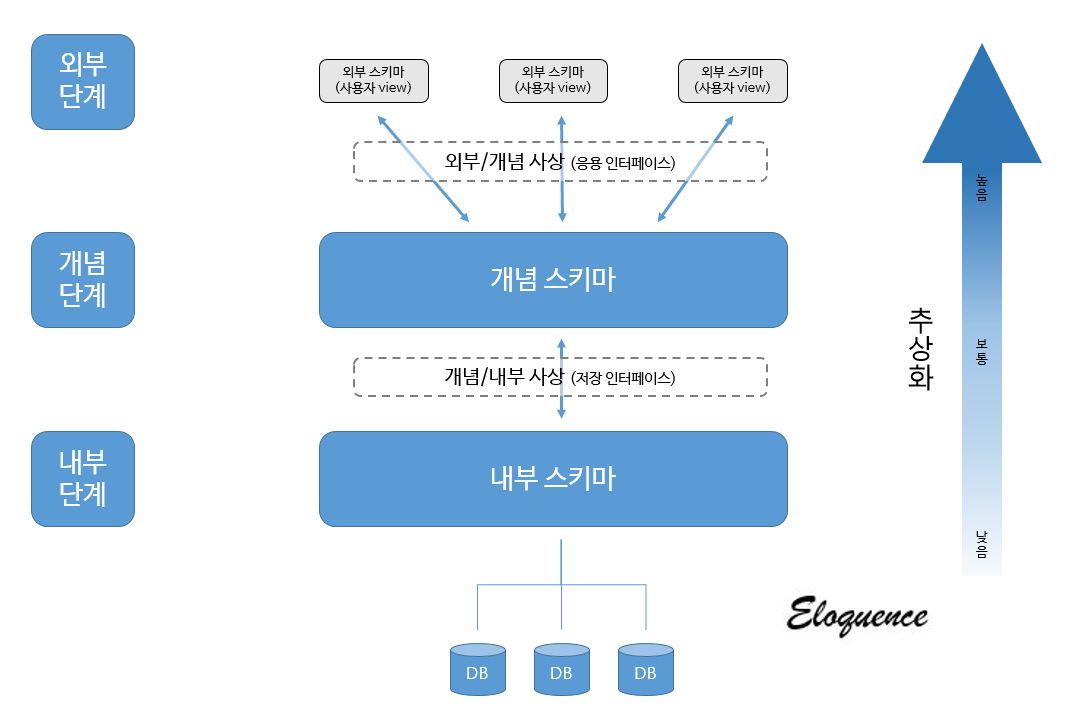 외부
단계
외부 스키마
(사용자 view)
외부 스키마
(사용자 view)
외부 스키마
(사용자 view)
외부/개념 사상 (응용 인터페이스)
높음
개념
단계
개념 스키마
추상화
보통
개념/내부 사상 (저장 인터페이스)
내부
단계
내부 스키마
낮음
Eloquence
DB
DB
DB